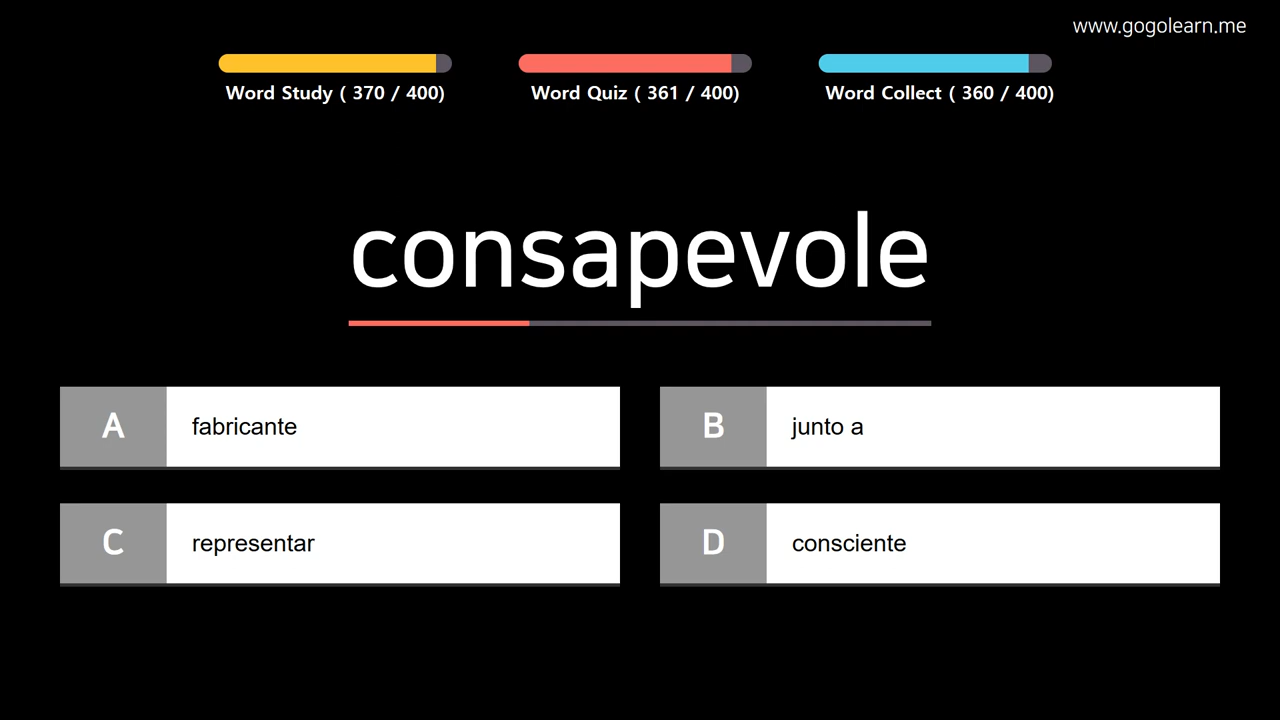 www.gogolearn.me
Word Study ( 370 / 400)
Word Quiz ( 361 / 400)
Word Collect ( 360 / 400)
consapevole
A fabricante
B junto a
C representar
D consciente